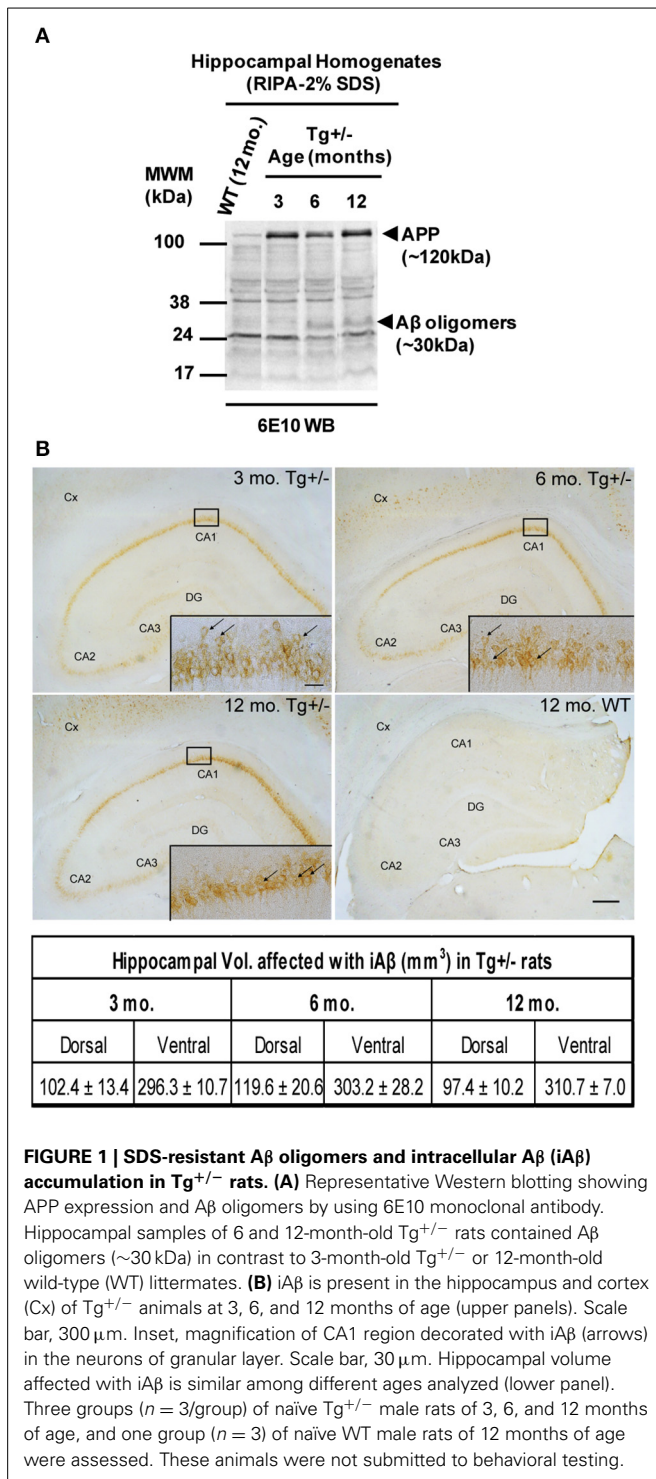 A
Hippocampal Homogenates
(RIPA-2% SDS)
WT (12 mo.)
Tg+/-
Age (months)
MWM
(kDa)
3 6 12
100
38
24
17
APP
(~120kDa)
Aβ oligomers
(~30kDa)
6E10 WB
B
3 mo. Tg+/-
Cx
CA1
DG
CA3
CA2
6 mo. Tg+/-
Cx
CA1
DG
CA3
CA2
12 mo. Tg+/-
Cx
CA1
DG
CA3
CA2
12 mo. WT
Cx
CA1
DG
CA3
CA2
Hippocampal Vol. affected with iAβ (mm³) in Tg+/- rats
3 mo. 6 mo. 12 mo.
Dorsal Ventral Dorsal Ventral Dorsal Ventral
102.4 ± 13.4 296.3 ± 10.7 119.6 ± 20.6 303.2 ± 28.2 97.4 ± 10.2 310.7 ± 7.0
FIGURE 1 | SDS-resistant Aβ oligomers and intracellular Aβ (iAβ)
accumulation in Tg⁺/⁻ rats. (A) Representative Western blotting showing
APP expression and Aβ oligomers by using 6E10 monoclonal antibody.
Hippocampal samples of 6 and 12-month-old Tg⁺/⁻ rats contained Aβ
oligomers (~30 kDa) in contrast to 3-month-old Tg⁺/⁻ or 12-month-old
wild-type (WT) littermates. (B) iAβ is present in the hippocampus and cortex
(Cx) of Tg⁺/⁻ animals at 3, 6, and 12 months of age (upper panels). Scale
bar, 300 μm. Inset, magnification of CA1 region decorated with iAβ (arrows)
in the neurons of granular layer. Scale bar, 30 μm. Hippocampal volume
affected with iAβ is similar among different ages analyzed (lower panel).
Three groups (n = 3/group) of naïve Tg⁺/⁻ male rats of 3, 6, and 12 months
of age, and one group (n = 3) of naïve WT male rats of 12 months of age
were assessed. These animals were not submitted to behavioral testing.